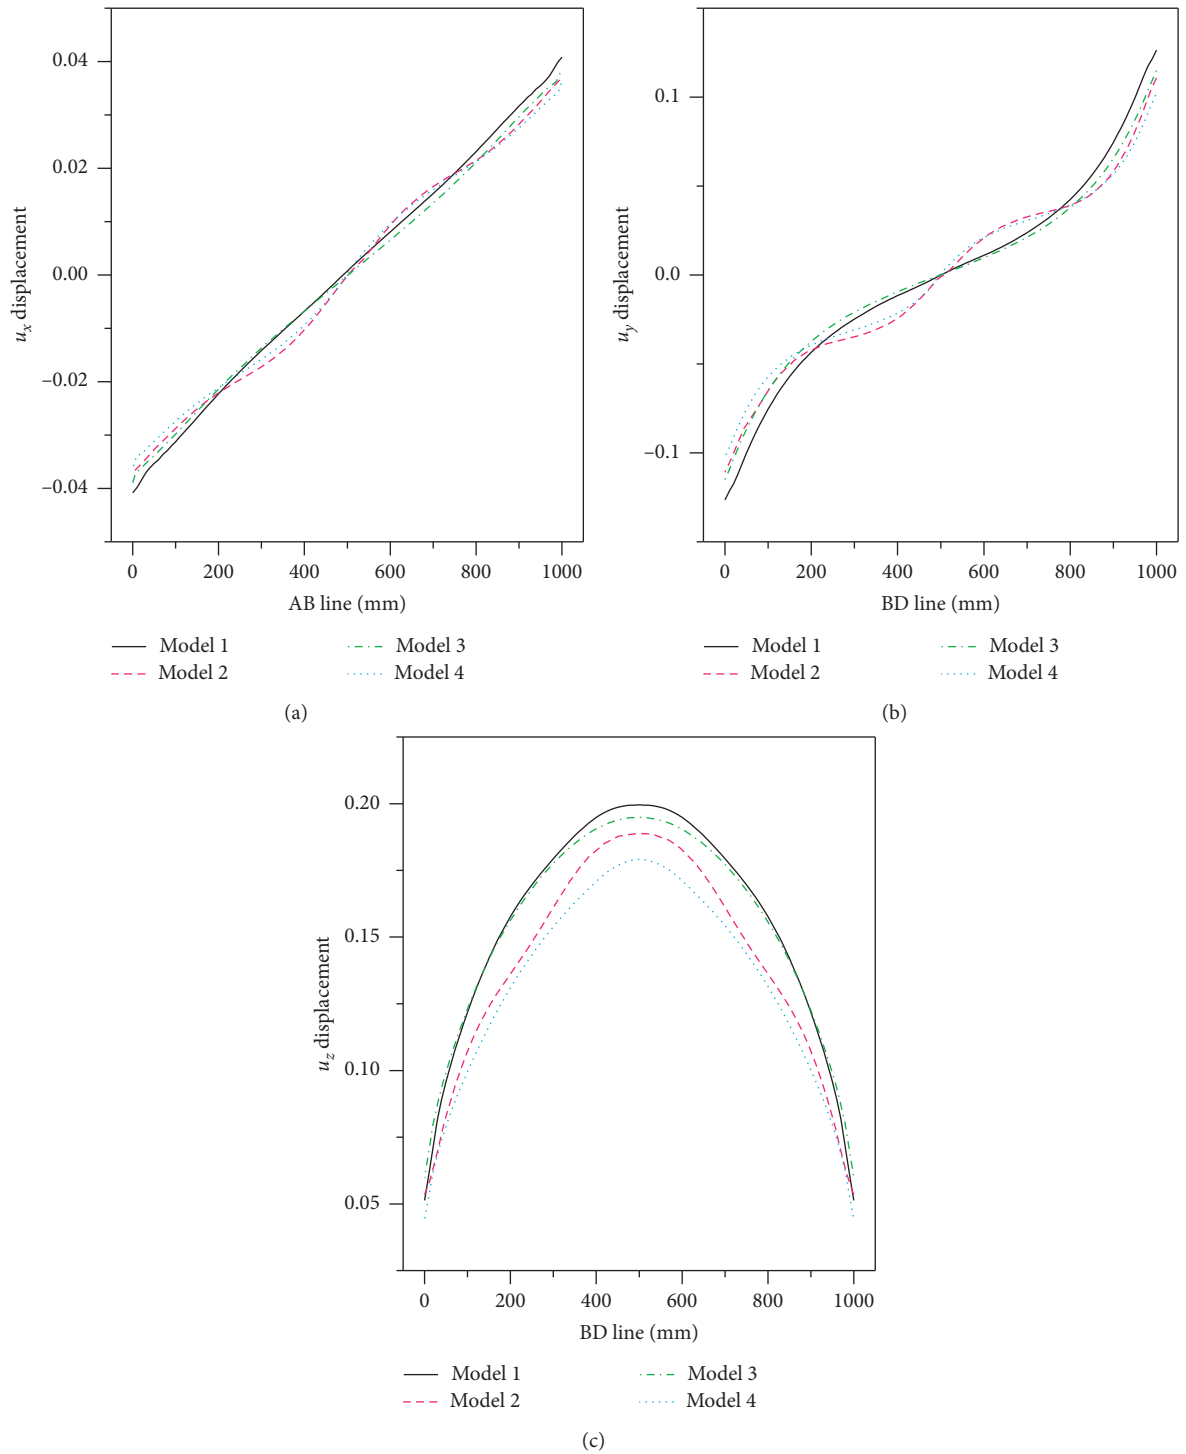 0.04
0.02
0.00
−0.02
−0.04
u_x displacement
0 200 400 600 800 1000
AB line (mm)
Model 1 Model 3
Model 2 Model 4
(a)
0.1
0.0
−0.1
u_y displacement
0 200 400 600 800 1000
BD line (mm)
Model 1 Model 3
Model 2 Model 4
(b)
0.20
0.15
0.10
0.05
u_z displacement
0 200 400 600 800 1000
BD line (mm)
Model 1 Model 3
Model 2 Model 4
(c)